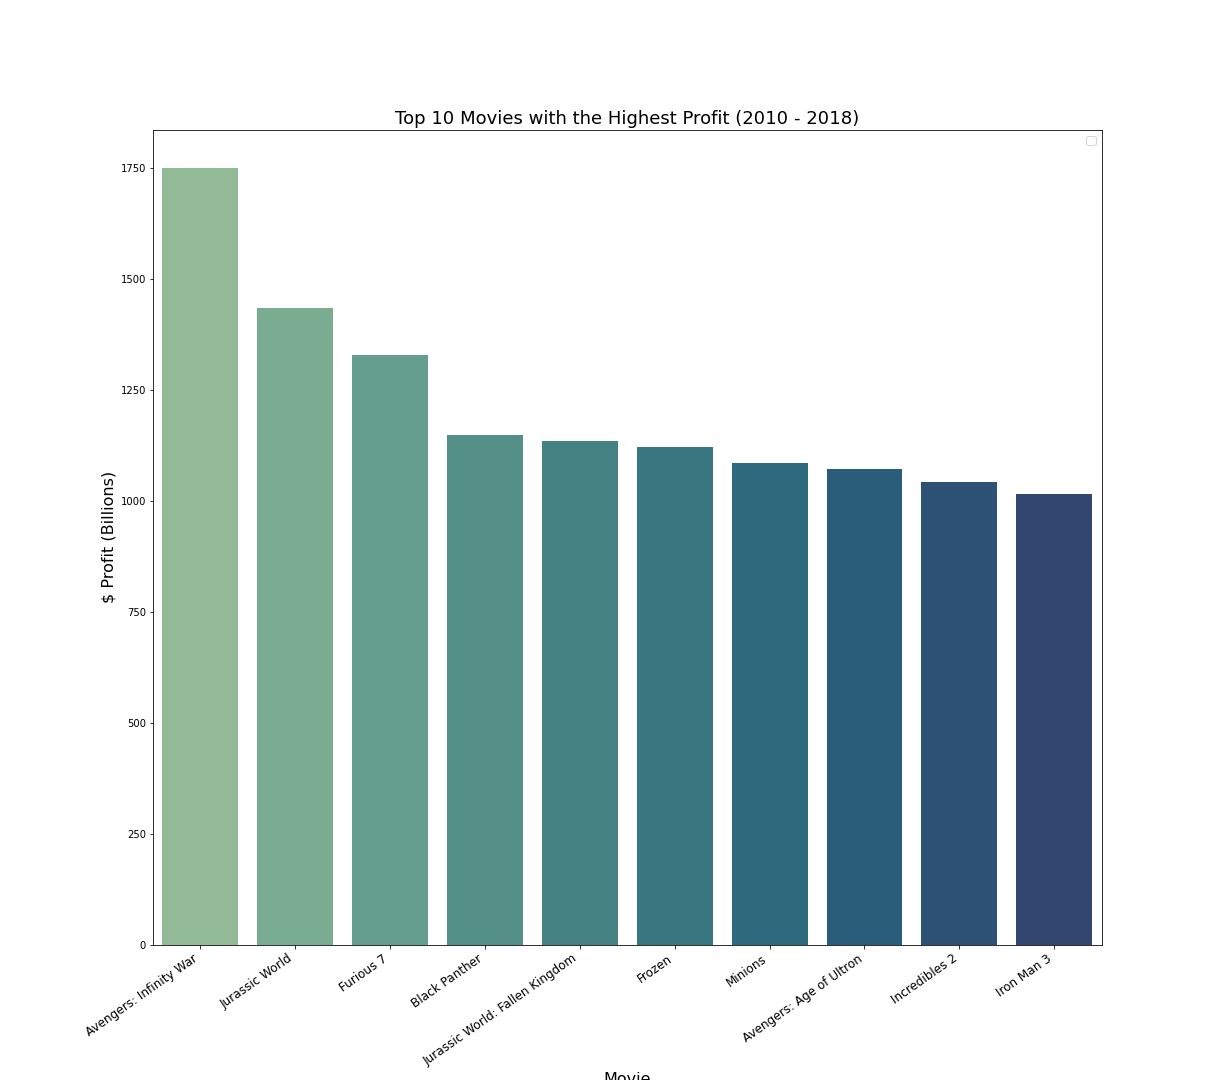 Top 10 Movies with the Highest Profit (2010 - 2018)
$ Profit (Billions)
1750
1500
1250
1000
750
500
250
0
Avengers: Infinity War
Jurassic World
Furious 7
Black Panther
Jurassic World: Fallen Kingdom
Frozen
Minions
Avengers: Age of Ultron
Incredibles 2
Iron Man 3
Movie